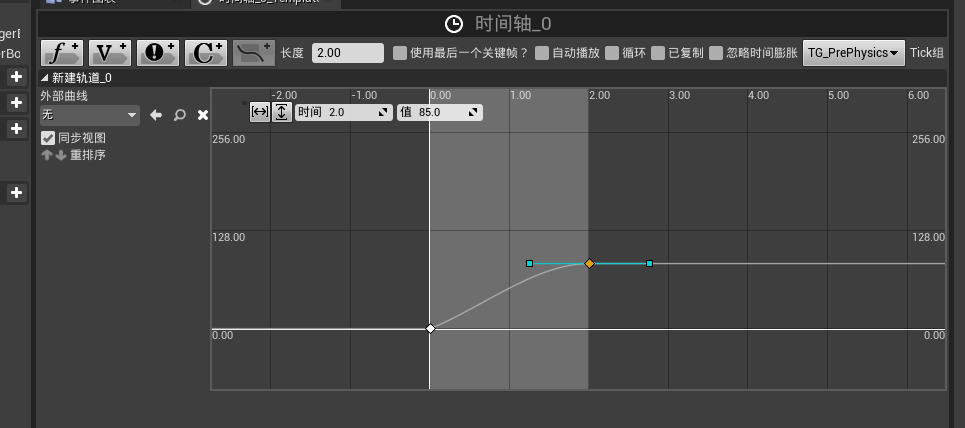 时间轴_0
f+ V+ !+ C+ 长度 2.00 使用最后一个关键帧？ 自动播放 循环 已复制 忽略时间膨胀 TG_PrePhysics Tick组
新建轨道_0
外部曲线
无
同步视图
重排序
-2.00 -1.00 0.00 1.00 2.00 3.00 4.00 5.00 6.00
时间 2.0 值 85.0
256.00 256.00
128.00 128.00
0.00 0.00